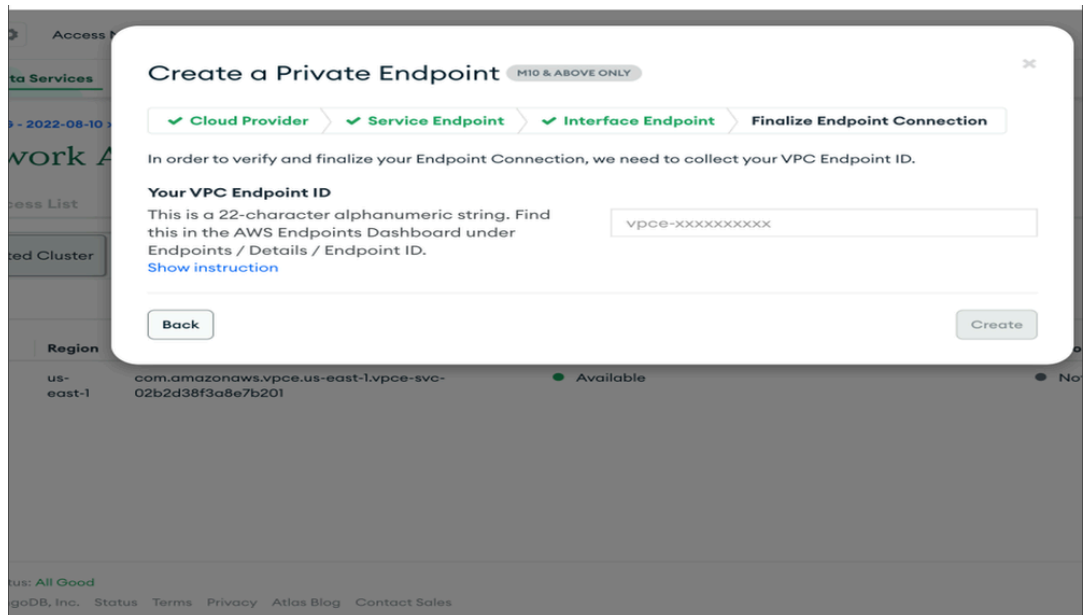 Access
Create a Private Endpoint M10 & ABOVE ONLY
ta Services
- 2022-08-10
Cloud Provider Service Endpoint Interface Endpoint Finalize Endpoint Connection
work A
In order to verify and finalize your Endpoint Connection, we need to collect your VPC Endpoint ID.
Your VPC Endpoint ID
cess List
This is a 22-character alphanumeric string. Find
this in the AWS Endpoints Dashboard under
Endpoints / Details / Endpoint ID.
vpce-xxxxxxxxxx
ted Cluster
Show instruction
Back Create
Region
us-
east-1
com.amazonaws.vpce.us-east-1.vpce-svc-
02b2d38f3a8e7b201
Available
No
tus: All Good
goDB, Inc. Status Terms Privacy Atlas Blog Contact Sales